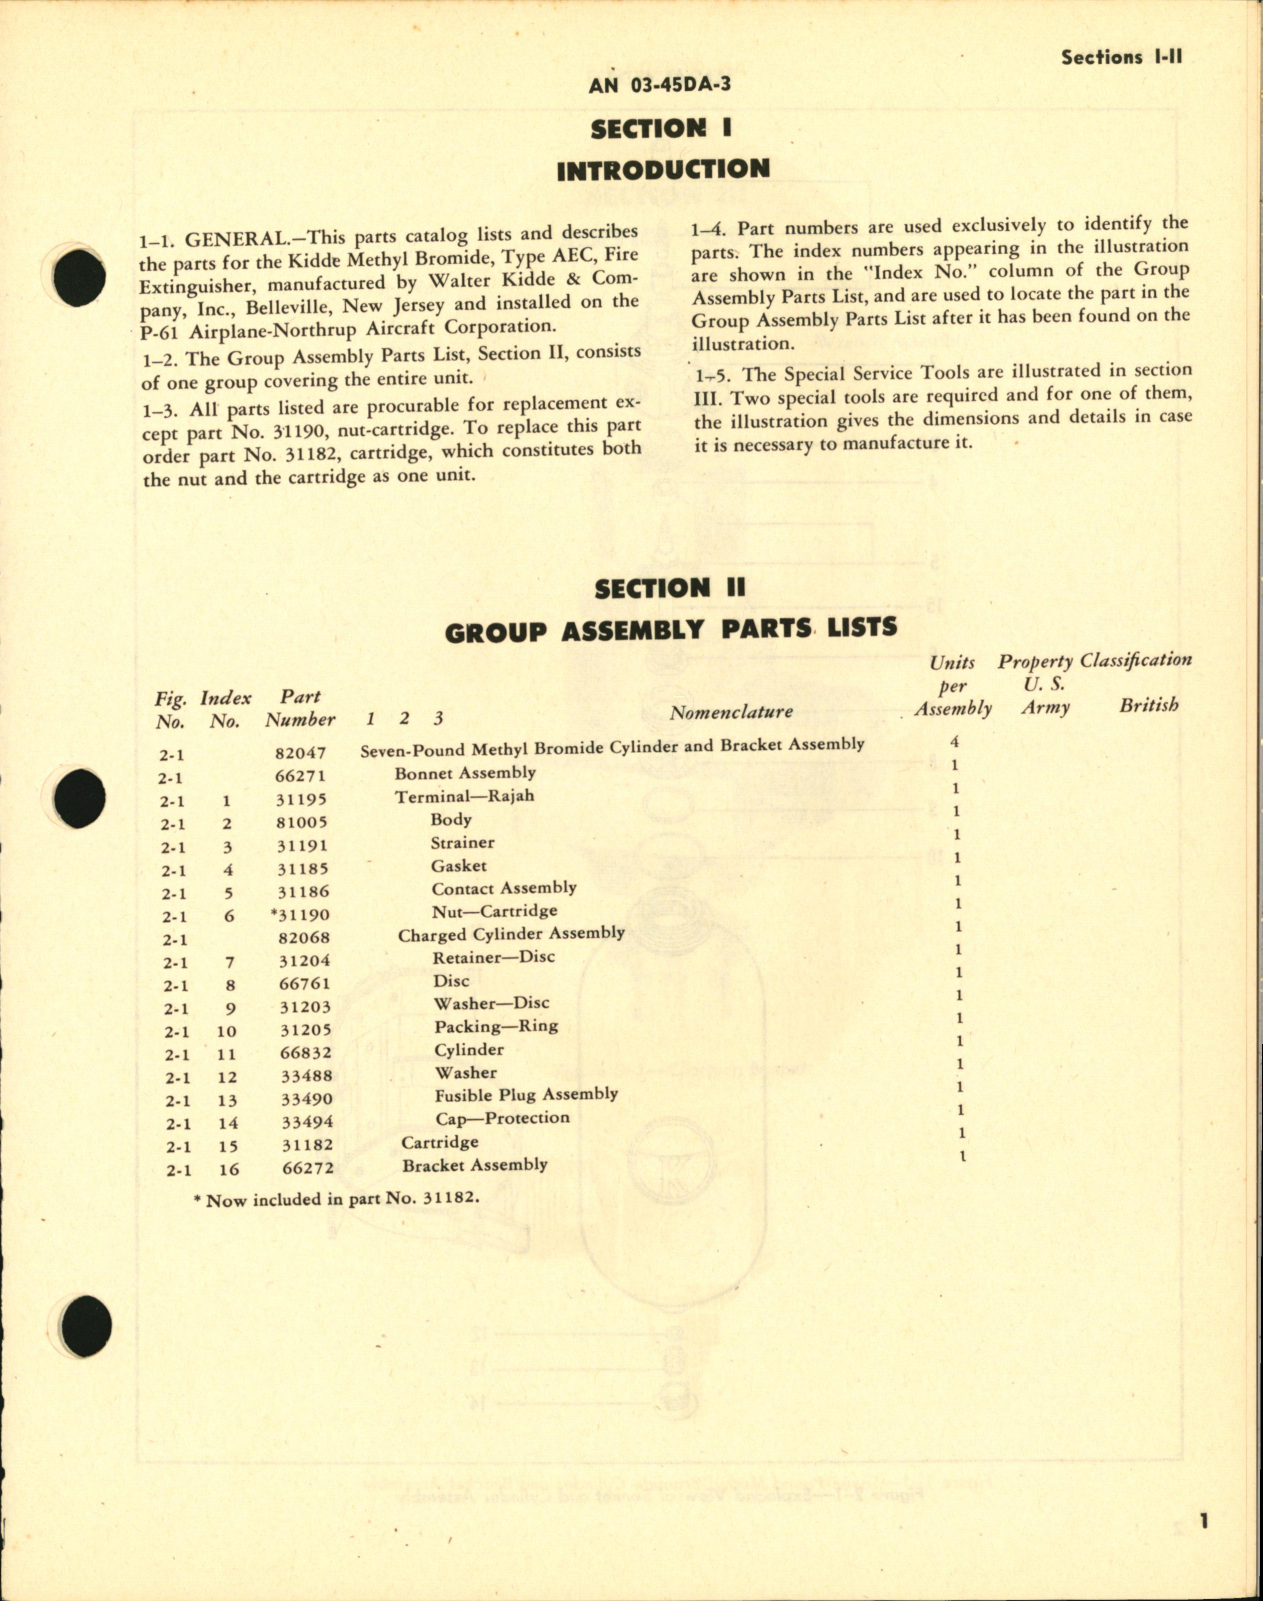 Sections I-II
AN 03-45DA-3
SECTION I
INTRODUCTION
1–1. GENERAL.—This parts catalog lists and describes
the parts for the Kidde Methyl Bromide, Type AEC, Fire
Extinguisher, manufactured by Walter Kidde & Com-
pany, Inc., Belleville, New Jersey and installed on the
P-61 Airplane-Northrup Aircraft Corporation.
1–2. The Group Assembly Parts List, Section II, consists
of one group covering the entire unit.
1–3. All parts listed are procurable for replacement ex-
cept part No. 31190, nut-cartridge. To replace this part
order part No. 31182, cartridge, which constitutes both
the nut and the cartridge as one unit.
1–4. Part numbers are used exclusively to identify the
parts. The index numbers appearing in the illustration
are shown in the "Index No." column of the Group
Assembly Parts List, and are used to locate the part in the
Group Assembly Parts List after it has been found on the
illustration.
1–5. The Special Service Tools are illustrated in section
III. Two special tools are required and for one of them,
the illustration gives the dimensions and details in case
it is necessary to manufacture it.
SECTION II
GROUP ASSEMBLY PARTS LISTS
Units Property Classification
Fig. Index Part per U. S.
No. No. Number 1 2 3 Nomenclature Assembly Army British
2-1 82047 Seven-Pound Methyl Bromide Cylinder and Bracket Assembly 4
2-1 66271 Bonnet Assembly 1
2-1 1 31195 Terminal—Rajah 1
2-1 2 81005 Body 1
2-1 3 31191 Strainer 1
2-1 4 31185 Gasket 1
2-1 5 31186 Contact Assembly 1
2-1 6 *31190 Nut—Cartridge 1
2-1 82068 Charged Cylinder Assembly 1
2-1 7 31204 Retainer—Disc 1
2-1 8 66761 Disc 1
2-1 9 31203 Washer—Disc 1
2-1 10 31205 Packing—Ring 1
2-1 11 66832 Cylinder 1
2-1 12 33488 Washer 1
2-1 13 33490 Fusible Plug Assembly 1
2-1 14 33494 Cap—Protection 1
2-1 15 31182 Cartridge 1
2-1 16 66272 Bracket Assembly 1
* Now included in part No. 31182.
1